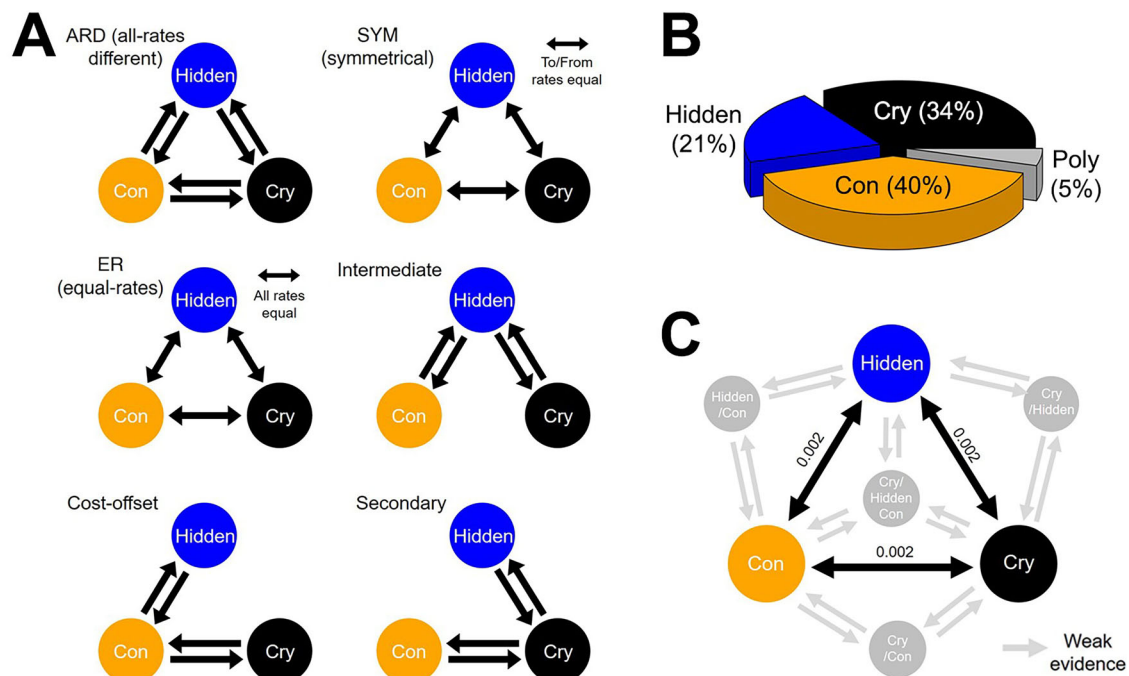 A
ARD (all-rates
different)
Hidden
Con
Cry
SYM
(symmetrical)
To/From
rates equal
Hidden
Con
Cry
ER
(equal-rates)
All rates
equal
Hidden
Con
Cry
Intermediate
Hidden
Con
Cry
Cost-offset
Hidden
Con
Cry
Secondary
Hidden
Con
Cry
B
Hidden
(21%)
Cry (34%)
Con (40%)
Poly
(5%)
C
Hidden
Hidden
/Con
Cry
/Hidden
0.002
0.002
Cry/
Hidden
Con
0.002
Con
Cry
Cry
/Con
Weak
evidence